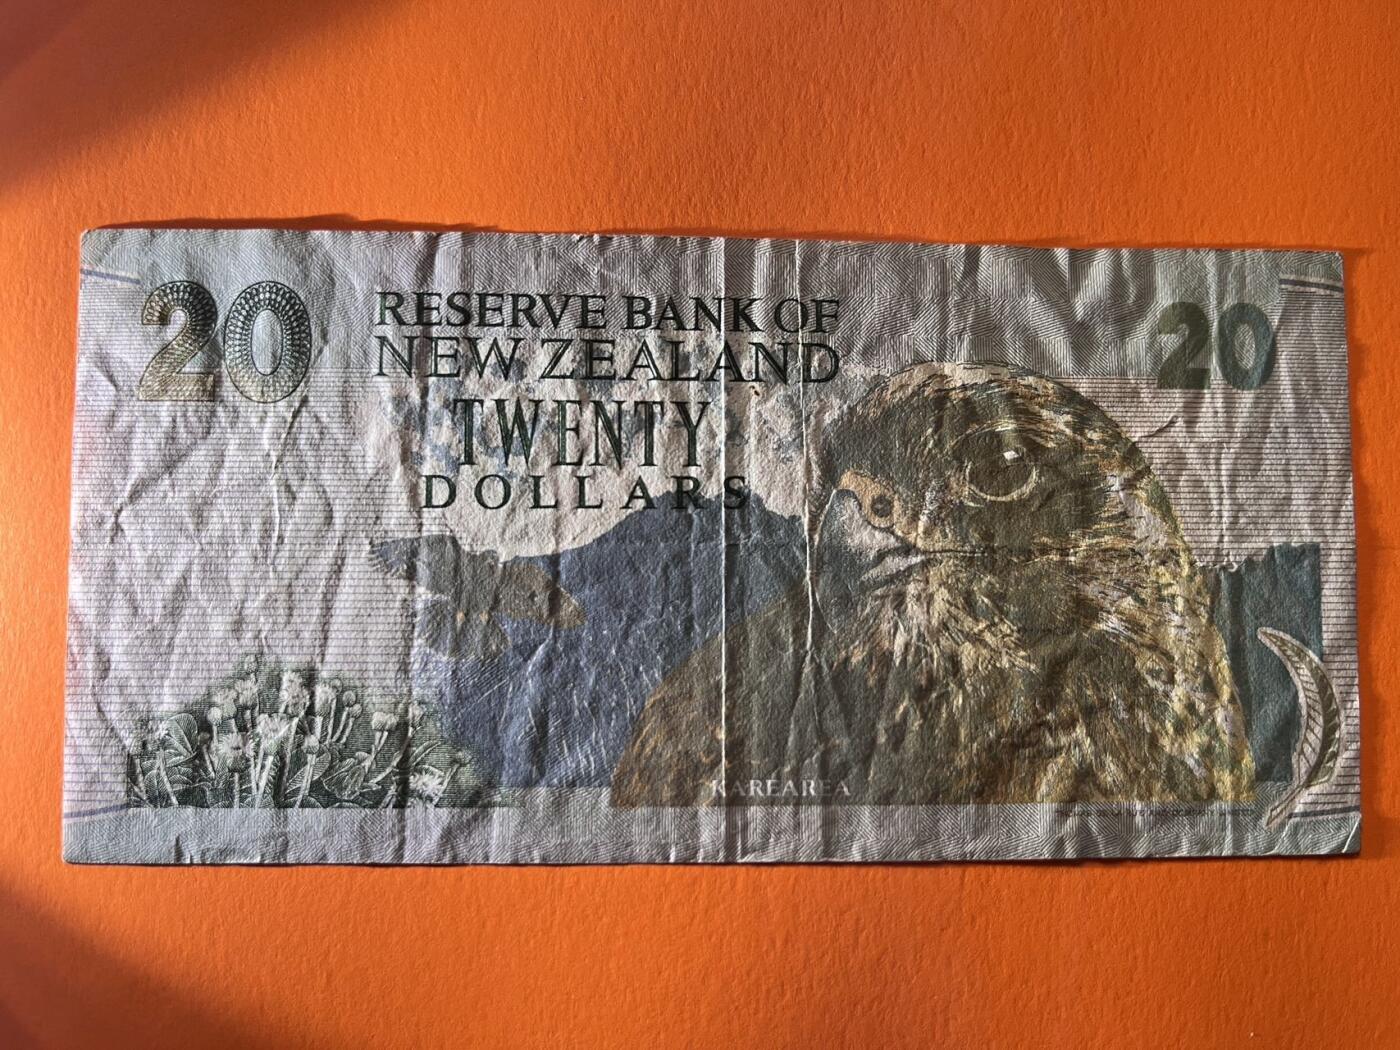 20
RESERVE BANK OF
NEW ZEALAND
TWENTY
DOLLARS
20
KAREAREA